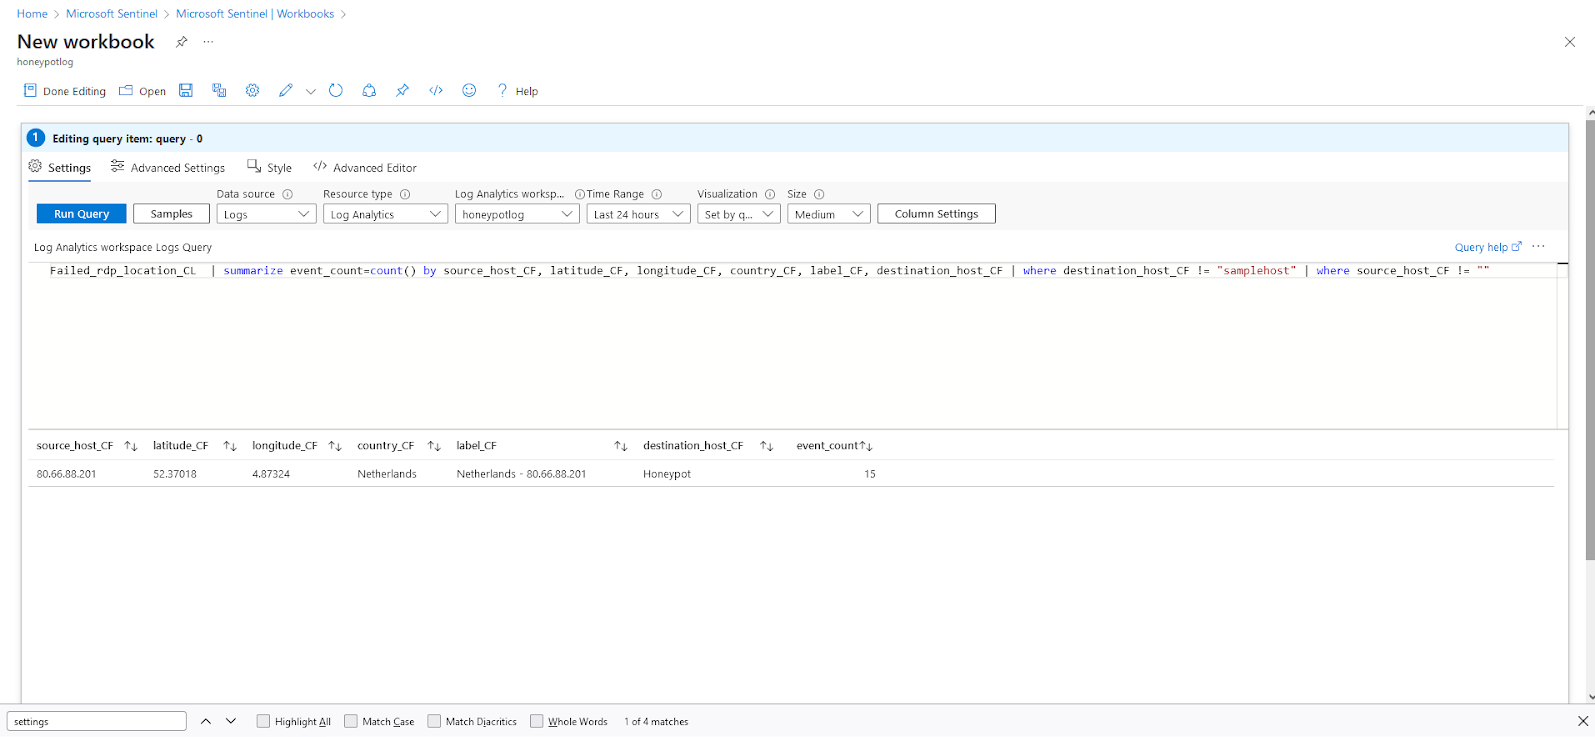 Home > Microsoft Sentinel > Microsoft Sentinel | Workbooks >
New workbook ...
honeypotlog
Done Editing Open ? Help
1 Editing query item: query - 0
Settings Advanced Settings Style </> Advanced Editor
Data source Resource type Log Analytics worksp... Time Range Visualization Size
Run Query Samples Logs Log Analytics honeypotlog Last 24 hours Set by q... Medium Column Settings
Log Analytics workspace Logs Query Query help ...
Failed_rdp_location_CL | summarize event_count=count() by source_host_CF, latitude_CF, longitude_CF, country_CF, label_CF, destination_host_CF | where destination_host_CF != "samplehost" | where source_host_CF != ""
source_host_CF latitude_CF longitude_CF country_CF label_CF destination_host_CF event_count
80.66.88.201 52.37018 4.87324 Netherlands Netherlands - 80.66.88.201 Honeypot 15
settings Highlight All Match Case Match Diacritics Whole Words 1 of 4 matches